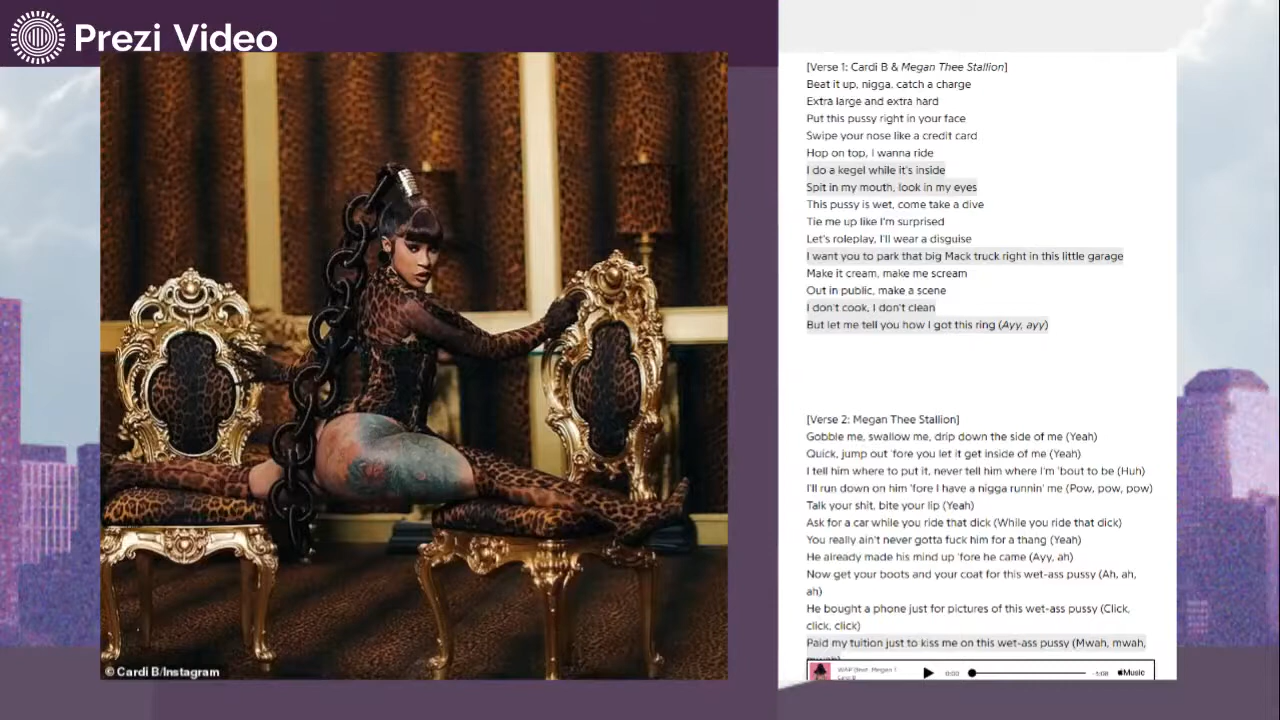 Prezi Video
© Cardi B/Instagram
[Verse 1: Cardi B & Megan Thee Stallion]
Beat it up, nigga, catch a charge
Extra large and extra hard
Put this pussy right in your face
Swipe your nose like a credit card
Hop on top, I wanna ride
I do a kegel while it's inside
Spit in my mouth, look in my eyes
This pussy is wet, come take a dive
Tie me up like I'm surprised
Let's roleplay, I'll wear a disguise
I want you to park that big Mack truck right in this little garage
Make it cream, make me scream
Out in public, make a scene
I don't cook, I don't clean
But let me tell you how I got this ring (Ayy, ayy)
[Verse 2: Megan Thee Stallion]
Gobble me, swallow me, drip down the side of me (Yeah)
Quick, jump out 'fore you let it get inside of me (Yeah)
I tell him where to put it, never tell him where I'm 'bout to be (Huh)
I'll run down on him 'fore I have a nigga runnin' me (Pow, pow, pow)
Talk your shit, bite your lip (Yeah)
Ask for a car while you ride that dick (While you ride that dick)
You really ain't never gotta fuck him for a thang (Yeah)
He already made his mind up 'fore he came (Ayy, ah)
Now get your boots and your coat for this wet-ass pussy (Ah, ah,
ah)
He bought a phone just for pictures of this wet-ass pussy (Click,
click, click)
Paid my tuition just to kiss me on this wet-ass pussy (Mwah, mwah,
mwah)
WAP (feat. Megan T
Cardi B
0:00
-3:08
Music